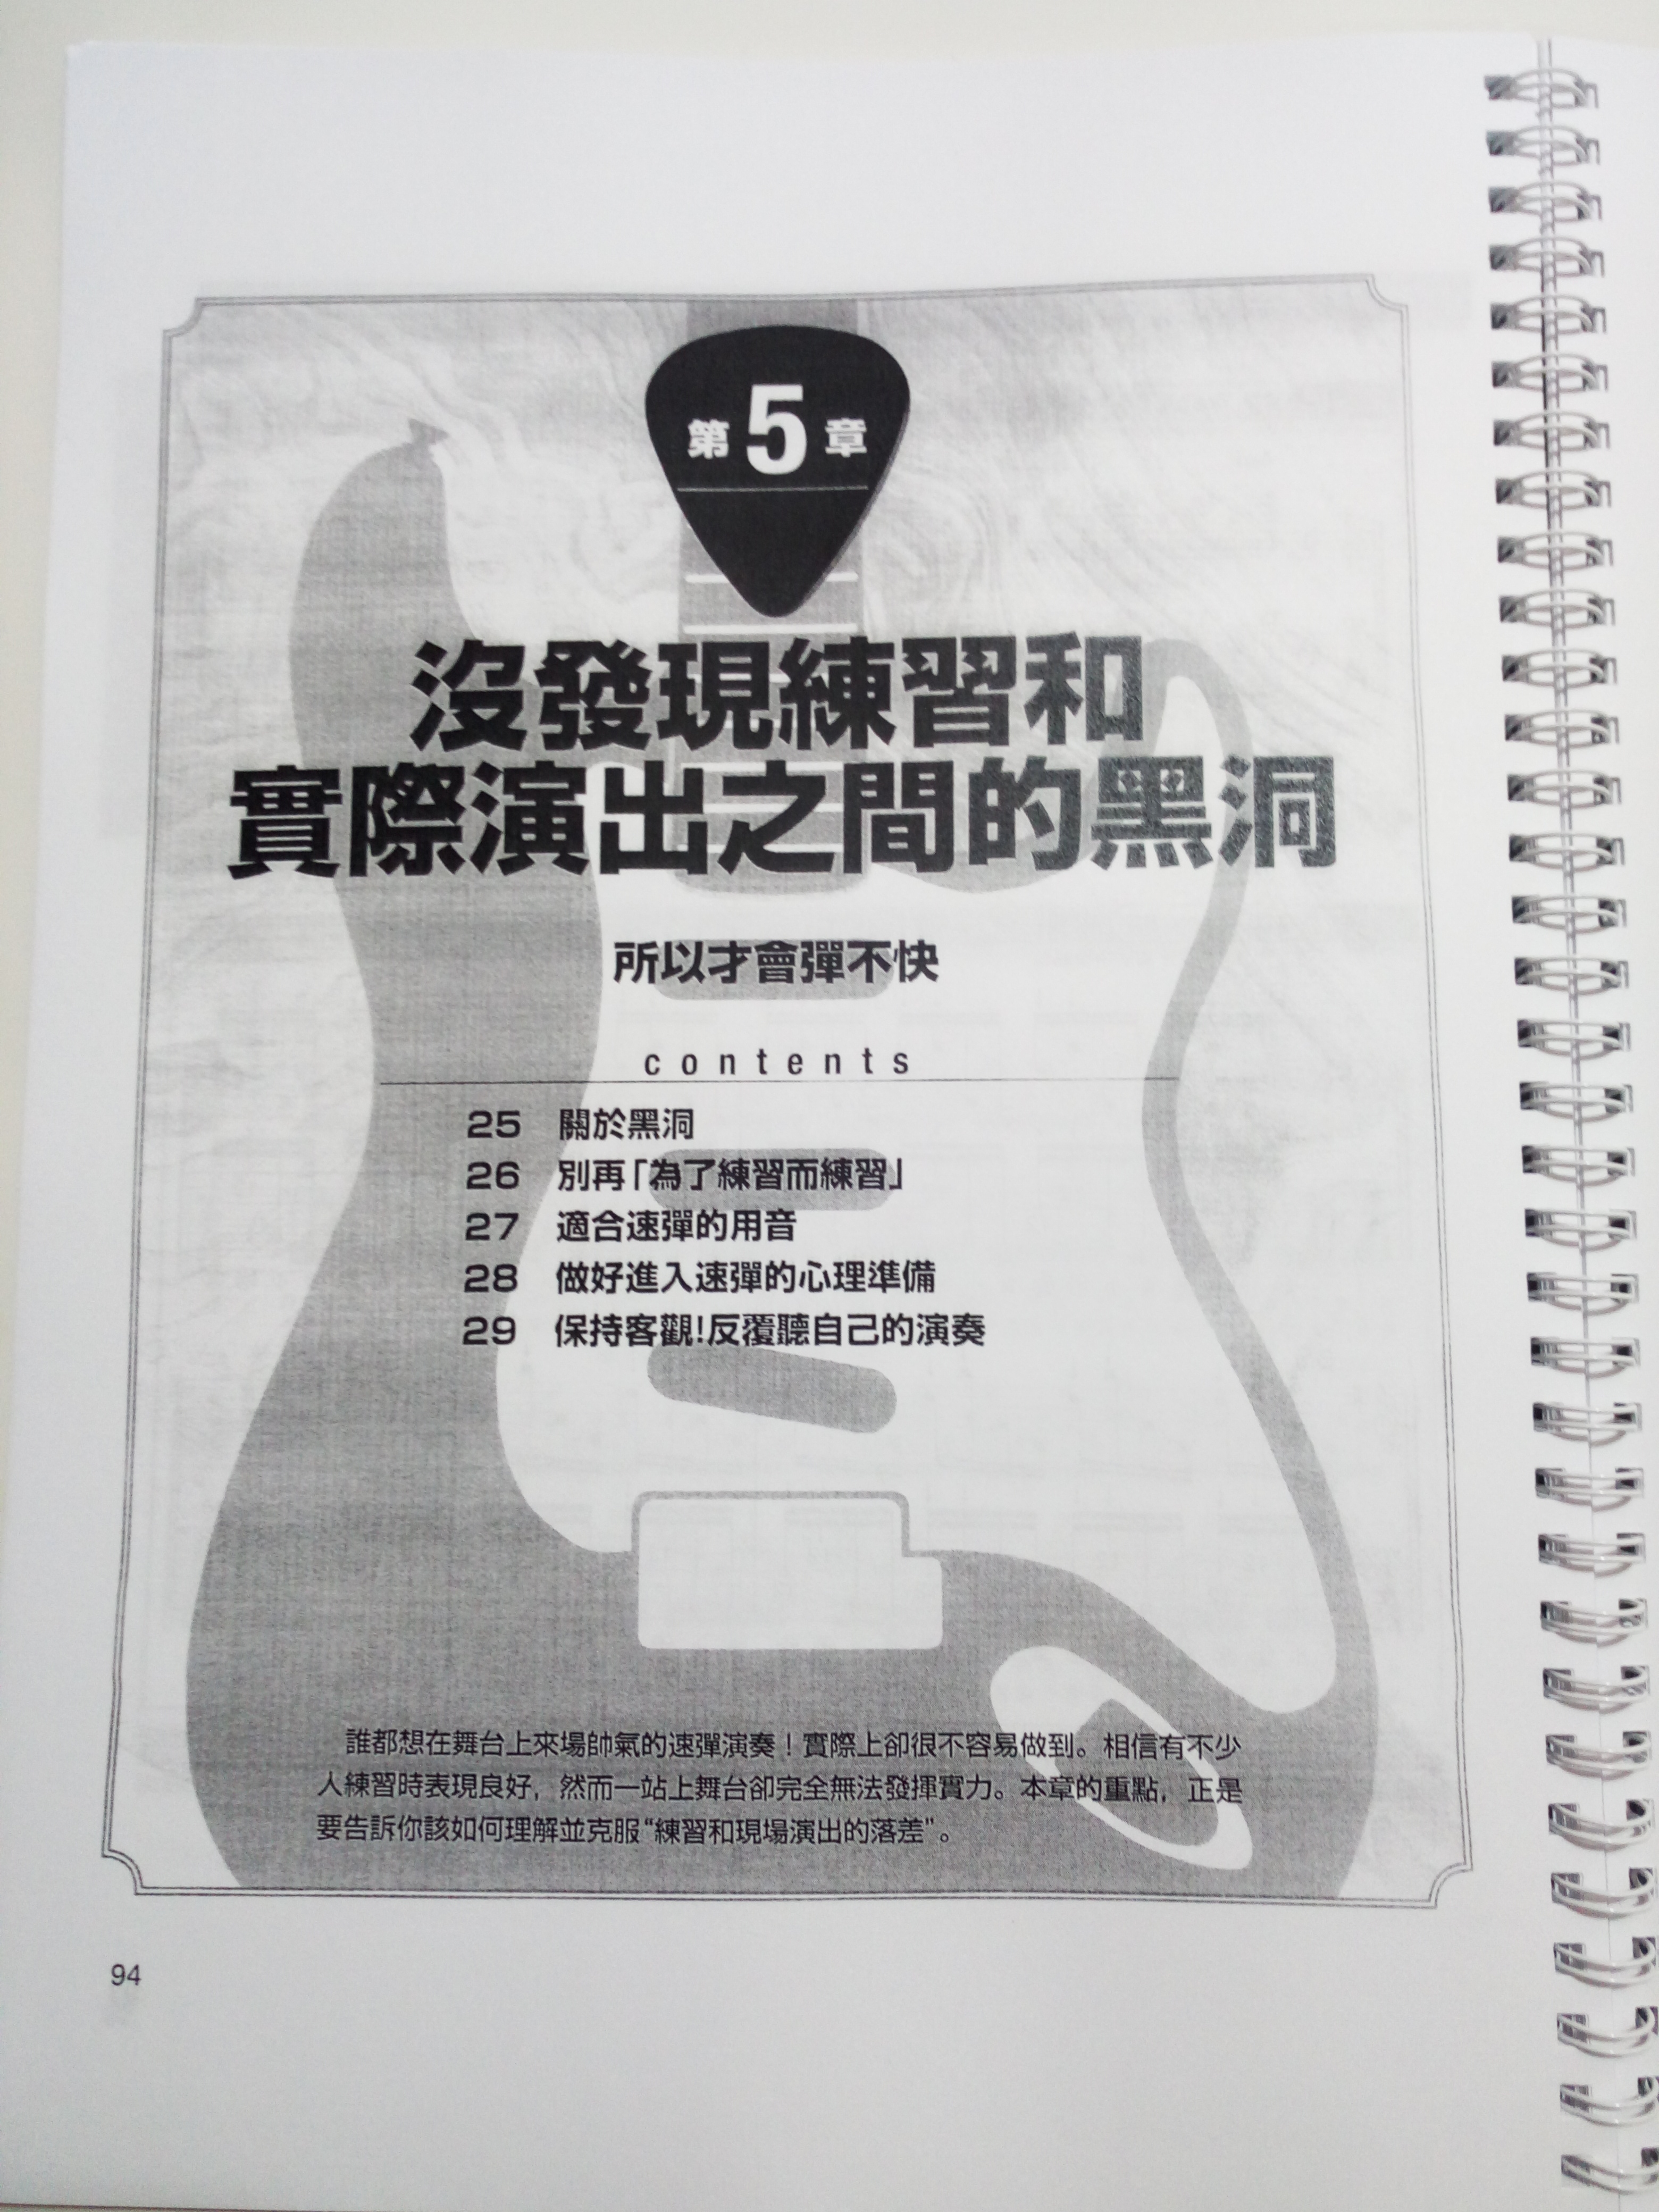 第5章
沒發現練習和
實際演出之間的黑洞
所以才會彈不快
contents
25 關於黑洞
26 別再「為了練習而練習」
27 適合速彈的用音
28 做好進入速彈的心理準備
29 保持客觀!反覆聽自己的演奏
誰都想在舞台上來場帥氣的速彈演奏！實際上卻很不容易做到。相信有不少
人練習時表現良好，然而一站上舞台卻完全無法發揮實力。本章的重點，正是
要告訴你該如何理解並克服“練習和現場演出的落差”。
94